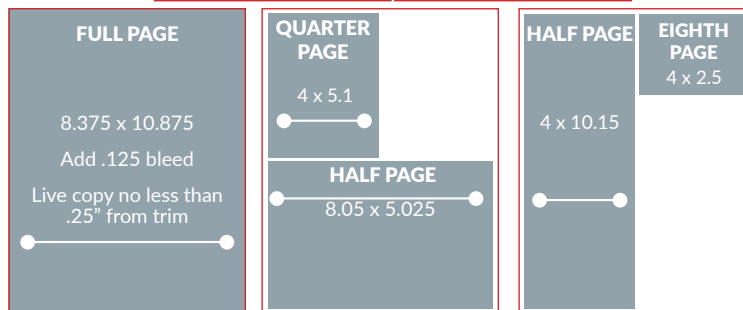 FULL PAGE
8.375 x 10.875
Add .125 bleed
Live copy no less than
.25” from trim
QUARTER
PAGE
4 x 5.1
HALF PAGE
8.05 x 5.025
HALF PAGE
4 x 10.15
EIGHTH
PAGE
4 x 2.5